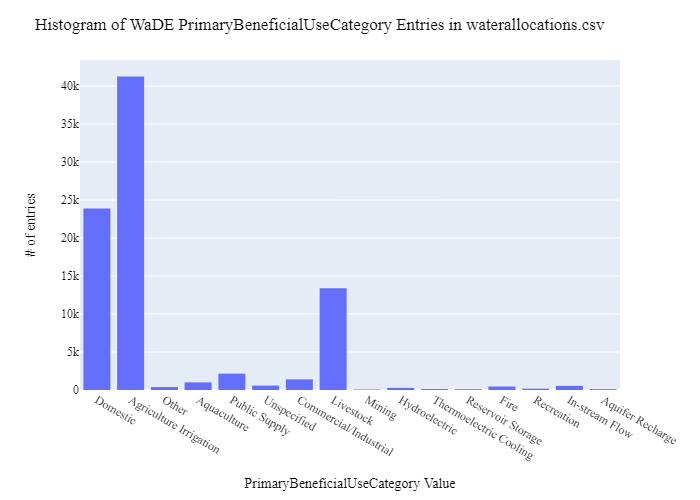 Histogram of WaDE PrimaryBeneficialUseCategory Entries in waterallocations.csv
# of entries
40k
35k
30k
25k
20k
15k
10k
5k
0
Domestic
Agriculture Irrigation
Other
Aquaculture
Public Supply
Unspecified
Commercial/Industrial
Livestock
Mining
Hydroelectric
Thermoelectric Cooling
Reservoir Storage
Fire
Recreation
In-stream Flow
Aquifer Recharge
PrimaryBeneficialUseCategory Value